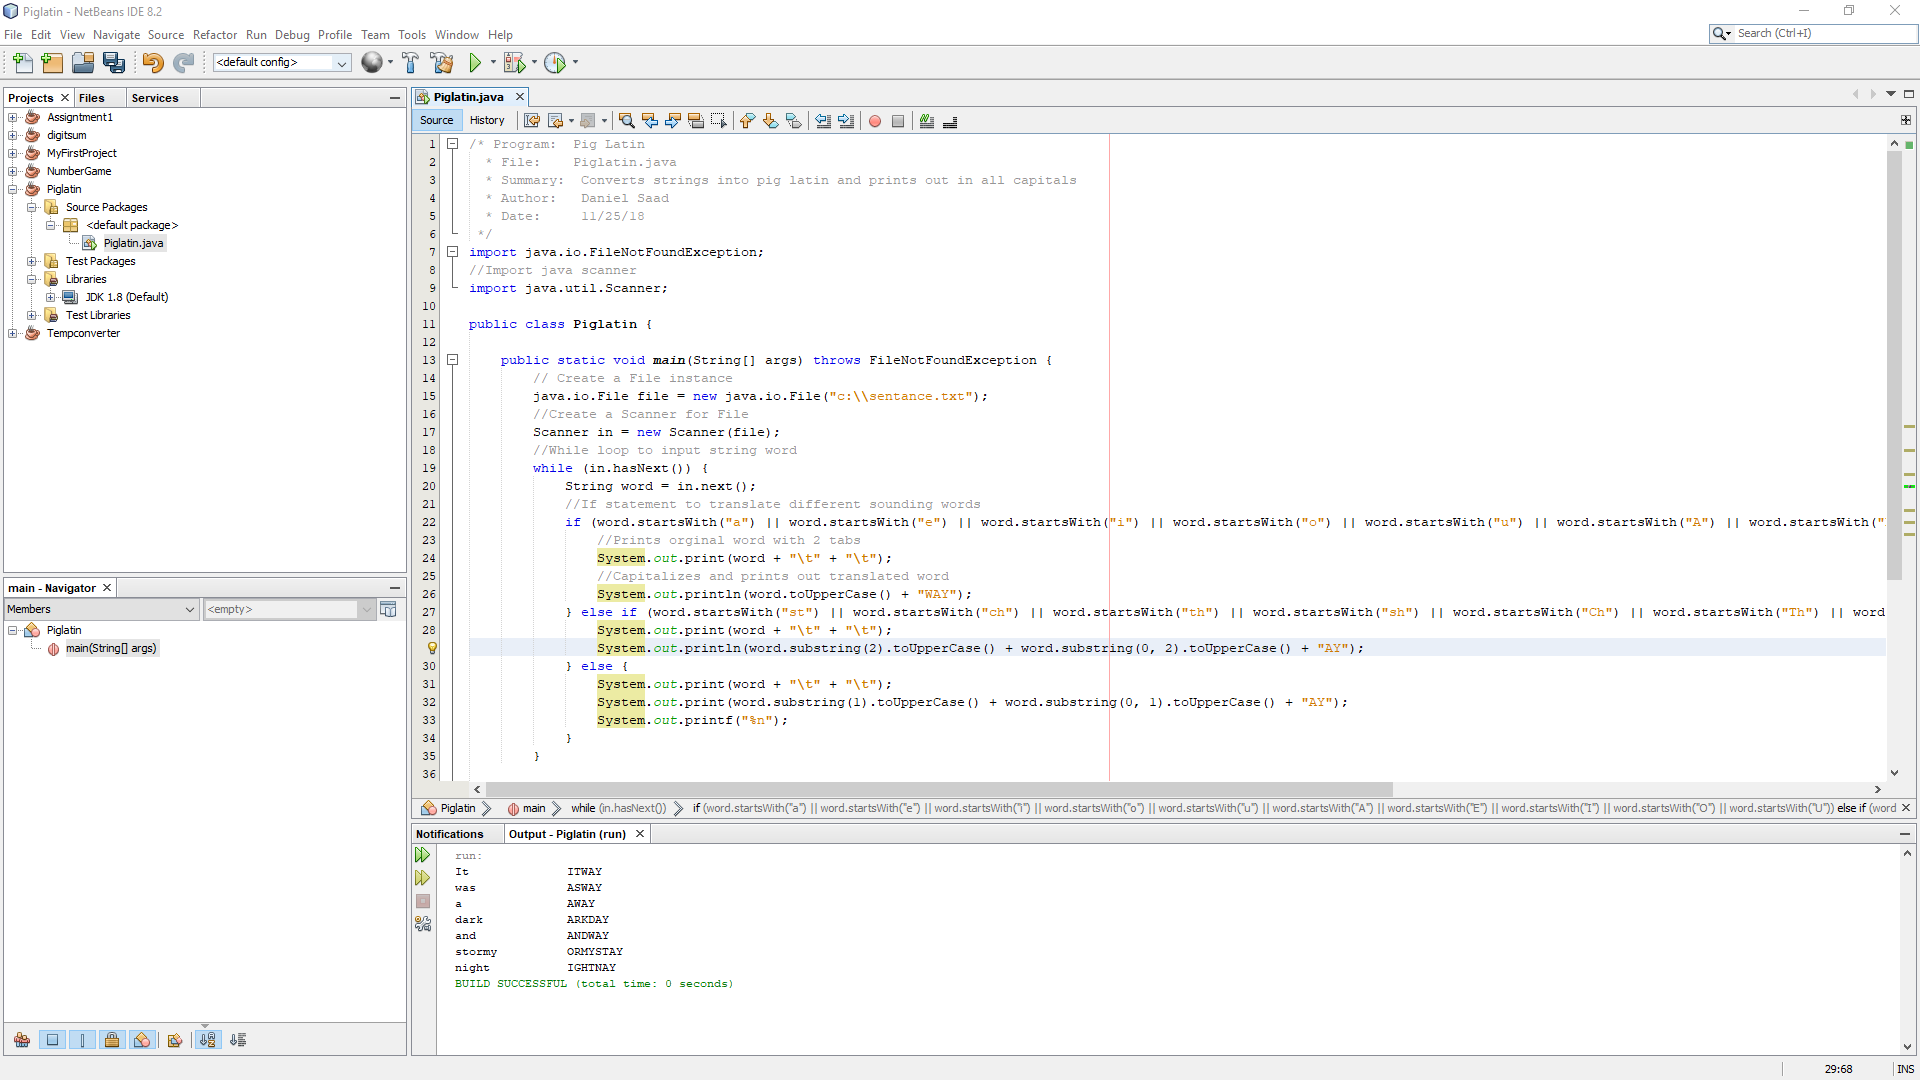 Piglatin - NetBeans IDE 8.2
File Edit View Navigate Source Refactor Run Debug Profile Team Tools Window Help
Search (Ctrl+I)
<default config>
Projects Files Services
Assigntment1
digitsum
MyFirstProject
NumberGame
Piglatin
Source Packages
<default package>
Piglatin.java
Test Packages
Libraries
JDK 1.8 (Default)
Test Libraries
Tempconverter
main - Navigator
Members <empty>
Piglatin
main(String[] args)
Piglatin.java
Source History
1 /* Program:  Pig Latin
2 * File:    Piglatin.java
3 * Summary:  Converts strings into pig latin and prints out in all capitals
4 * Author:   Daniel Saad
5 * Date:     11/25/18
6 */
7 import java.io.FileNotFoundException;
8 //Import java scanner
9 import java.util.Scanner;
10
11 public class Piglatin {
12
13 public static void main(String[] args) throws FileNotFoundException {
14 // Create a File instance
15 java.io.File file = new java.io.File("c:\\sentance.txt");
16 //Create a Scanner for File
17 Scanner in = new Scanner(file);
18 //While loop to input string word
19 while (in.hasNext()) {
20 String word = in.next();
21 //If statement to translate different sounding words
22 if (word.startsWith("a") || word.startsWith("e") || word.startsWith("i") || word.startsWith("o") || word.startsWith("u") || word.startsWith("A") || word.startsWith("
23 //Prints orginal word with 2 tabs
24 System.out.print(word + "\t" + "\t");
25 //Capitalizes and prints out translated word
26 System.out.println(word.toUpperCase() + "WAY");
27 } else if (word.startsWith("st") || word.startsWith("ch") || word.startsWith("th") || word.startsWith("sh") || word.startsWith("Ch") || word.startsWith("Th") || word
28 System.out.print(word + "\t" + "\t");
System.out.println(word.substring(2).toUpperCase() + word.substring(0, 2).toUpperCase() + "AY");
30 } else {
31 System.out.print(word + "\t" + "\t");
32 System.out.print(word.substring(1).toUpperCase() + word.substring(0, 1).toUpperCase() + "AY");
33 System.out.printf("%n");
34 }
35 }
36
Piglatin main while (in.hasNext()) if (word.startsWith("a") || word.startsWith("e") || word.startsWith("i") || word.startsWith("o") || word.startsWith("u") || word.startsWith("A") || word.startsWith("E") || word.startsWith("I") || word.startsWith("O") || word.startsWith("U")) else if (word
Notifications Output - Piglatin (run)
run:
It ITWAY
was ASWAY
a AWAY
dark ARKDAY
and ANDWAY
stormy ORMYSTAY
night IGHTNAY
BUILD SUCCESSFUL (total time: 0 seconds)
29:68 INS